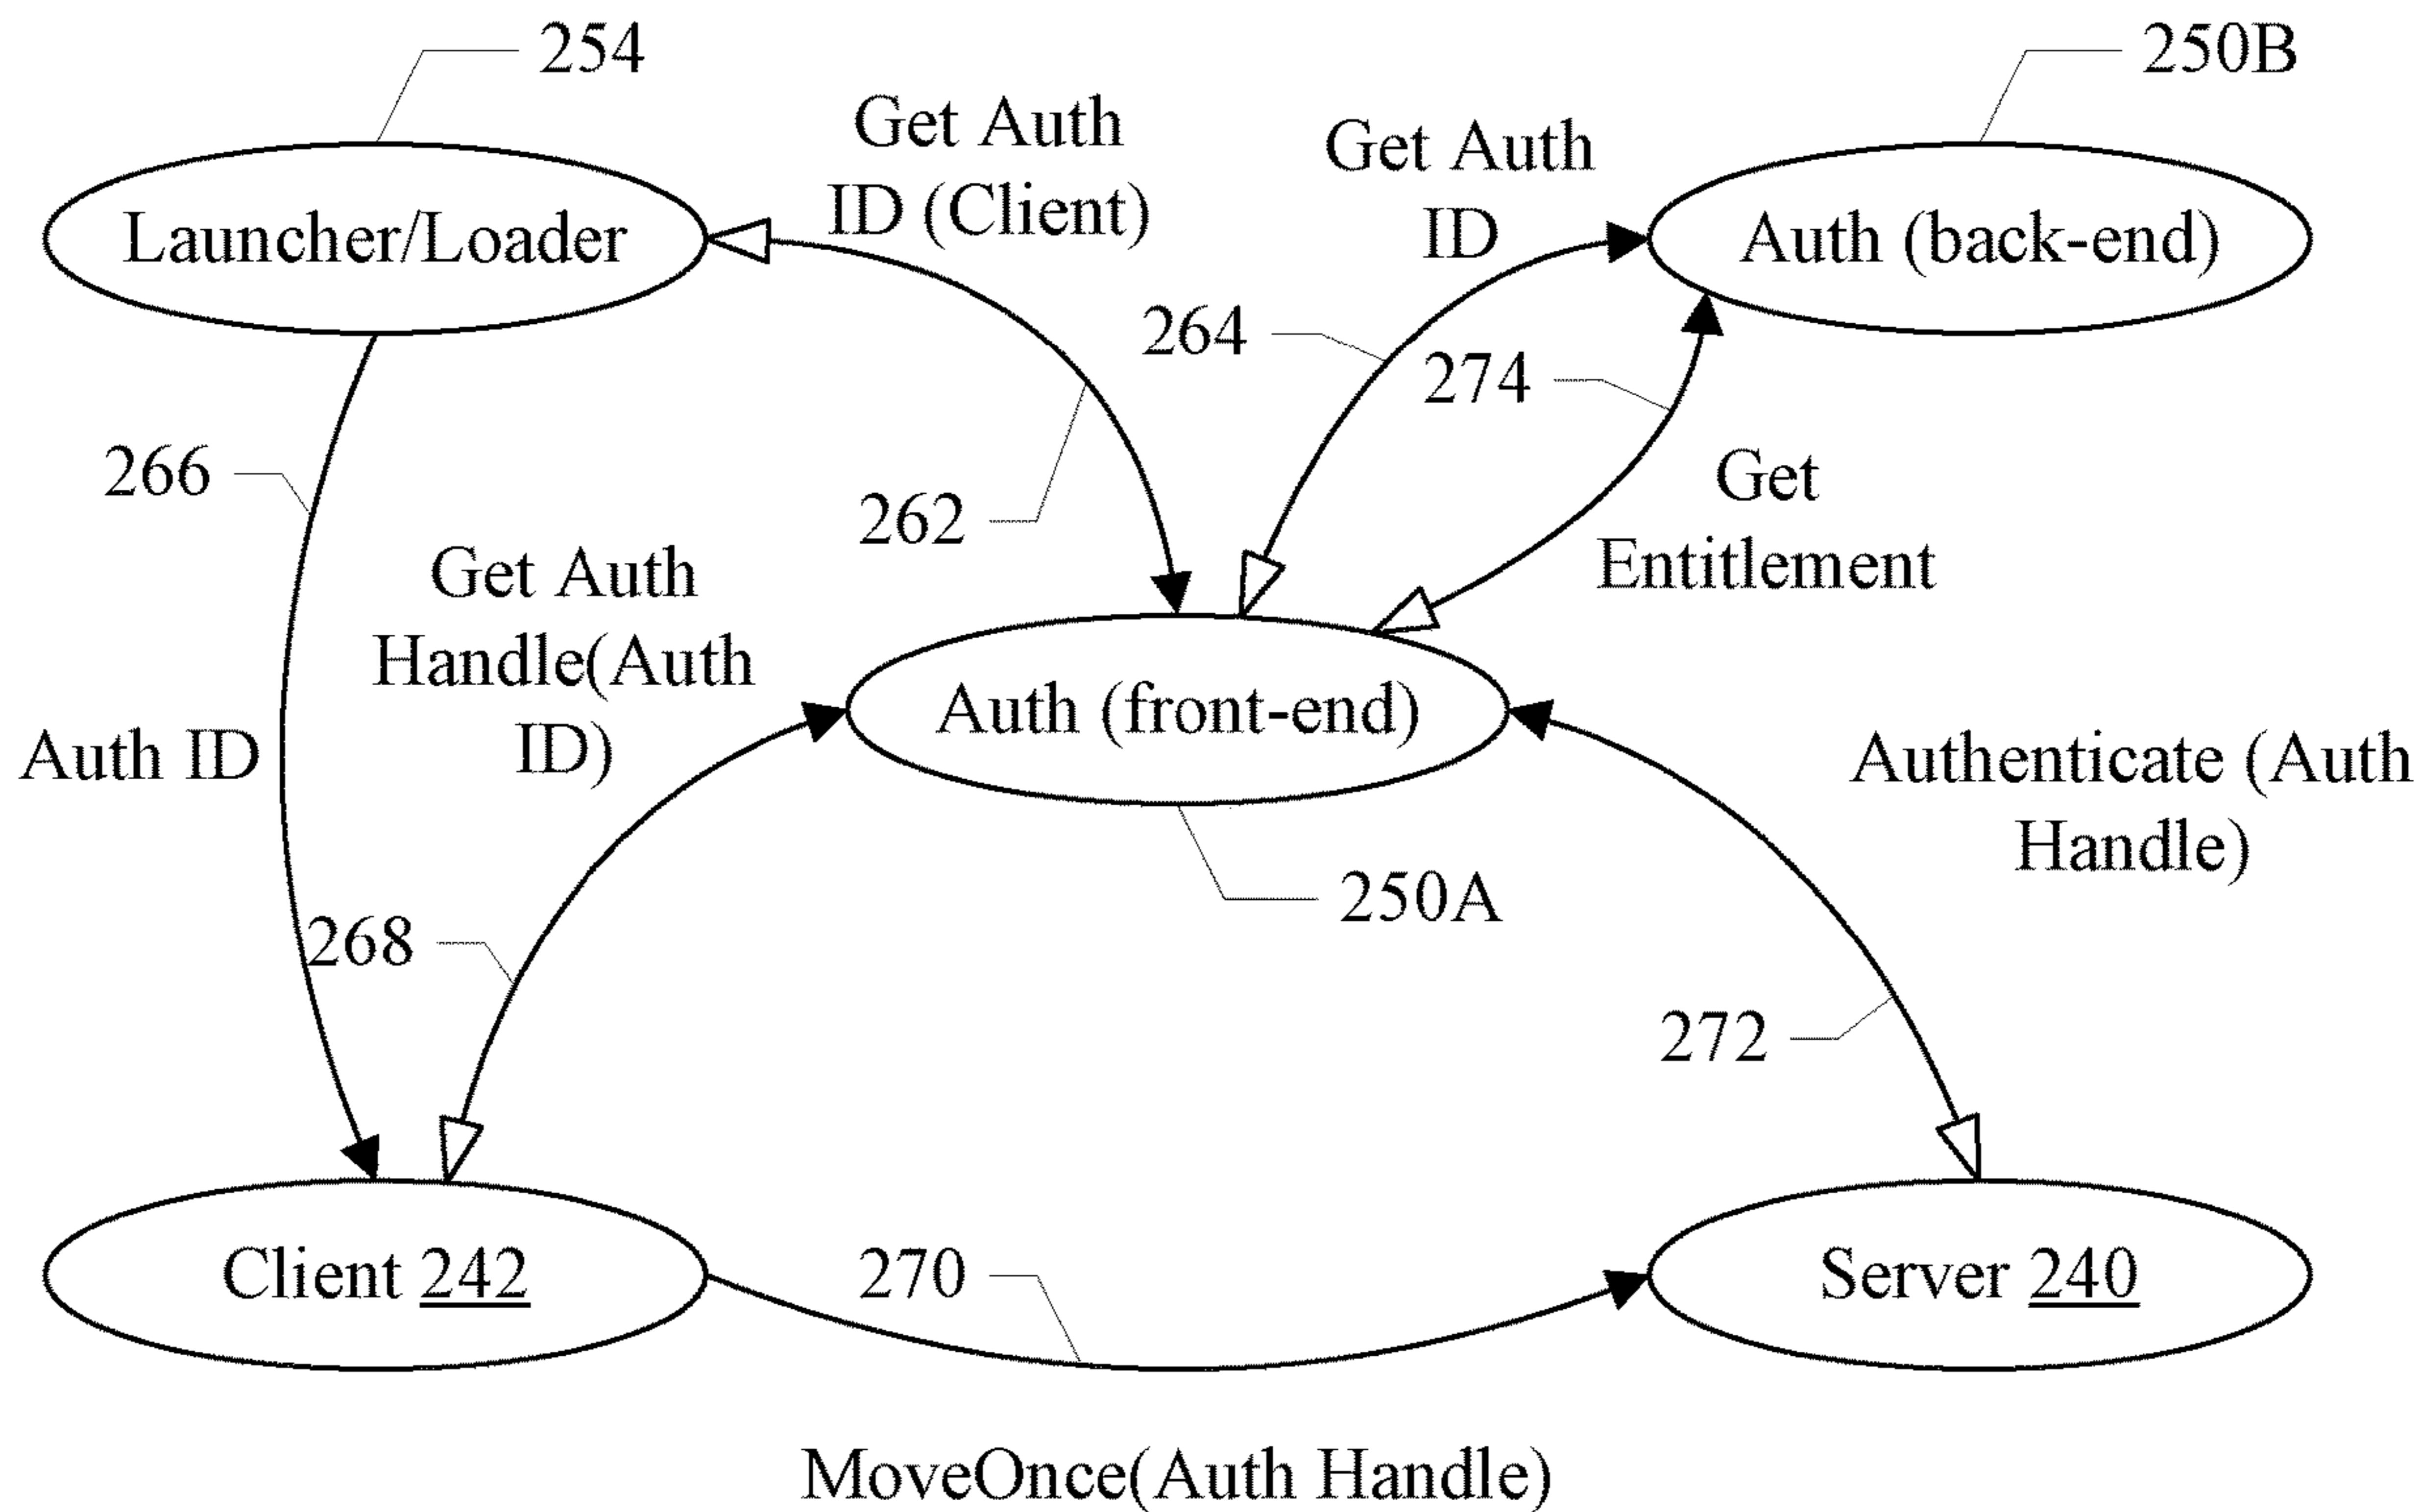 254
250B
Get Auth
ID (Client)
Get Auth
ID
Launcher/Loader
Auth (back-end)
264
274
266
262
Get
Entitlement
Get Auth
Handle(Auth
ID)
Auth (front-end)
Auth ID
Authenticate (Auth
Handle)
250A
268
272
Client 242
270
Server 240
MoveOnce(Auth Handle)